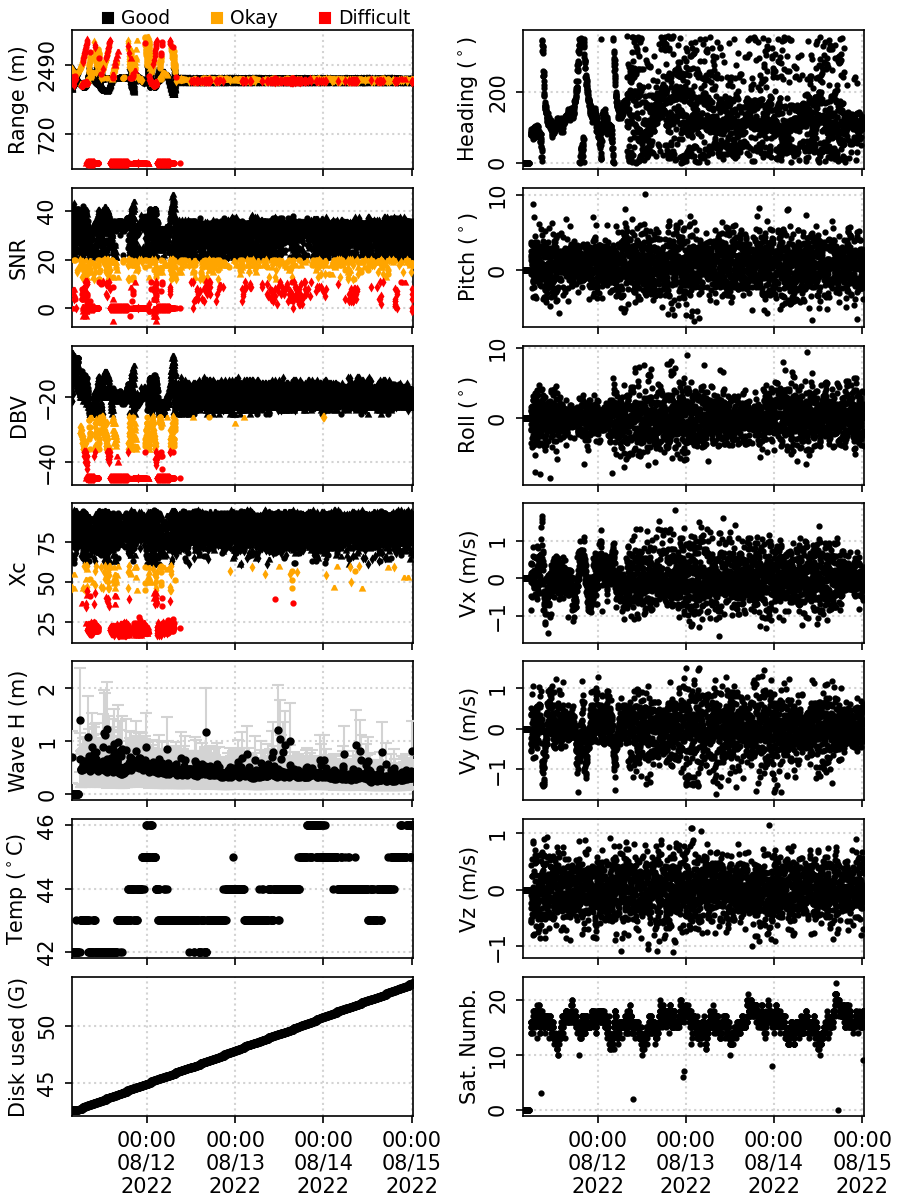 Good Okay Difficult
Range (m)
2490
720
Heading (°)
200
0
SNR
40
20
0
Pitch (°)
10
0
DBV
−20
−40
Roll (°)
10
0
Xc
75
50
25
Vx (m/s)
1
0
−1
Wave H (m)
2
1
0
Vy (m/s)
1
0
−1
Temp (°C)
46
44
42
Vz (m/s)
1
0
−1
Disk used (G)
50
45
Sat. Numb.
20
10
0
00:00 00:00 00:00 00:00
08/12 08/13 08/14 08/15
2022 2022 2022 2022
00:00 00:00 00:00 00:00
08/12 08/13 08/14 08/15
2022 2022 2022 2022